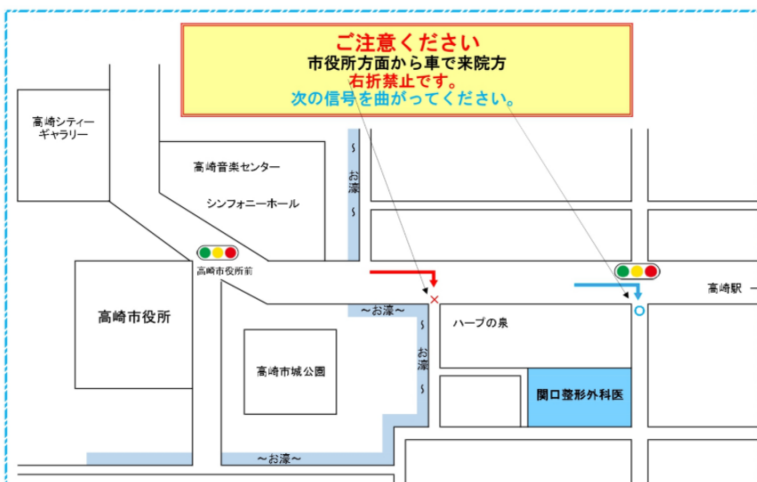 ご注意ください
市役所方面から車で来院方
右折禁止です。
次の信号を曲がってください。
高崎シティー
ギャラリー
高崎音楽センター
シンフォニーホール
～お濠～
高崎市役所前
高崎駅
高崎市役所
～お濠～
ハープの泉
～お濠～
高崎市城公園
関口整形外科医
～お濠～